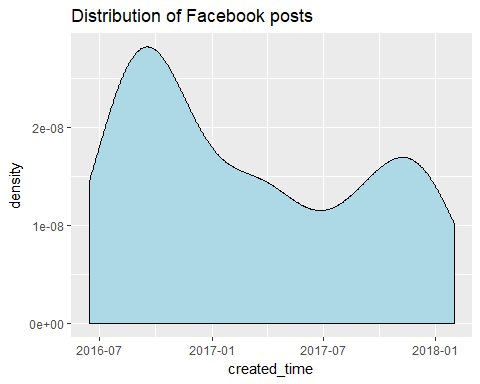 Distribution of Facebook posts
density
2e-08
1e-08
0e+00
2016-07 2017-01 2017-07 2018-01
created_time